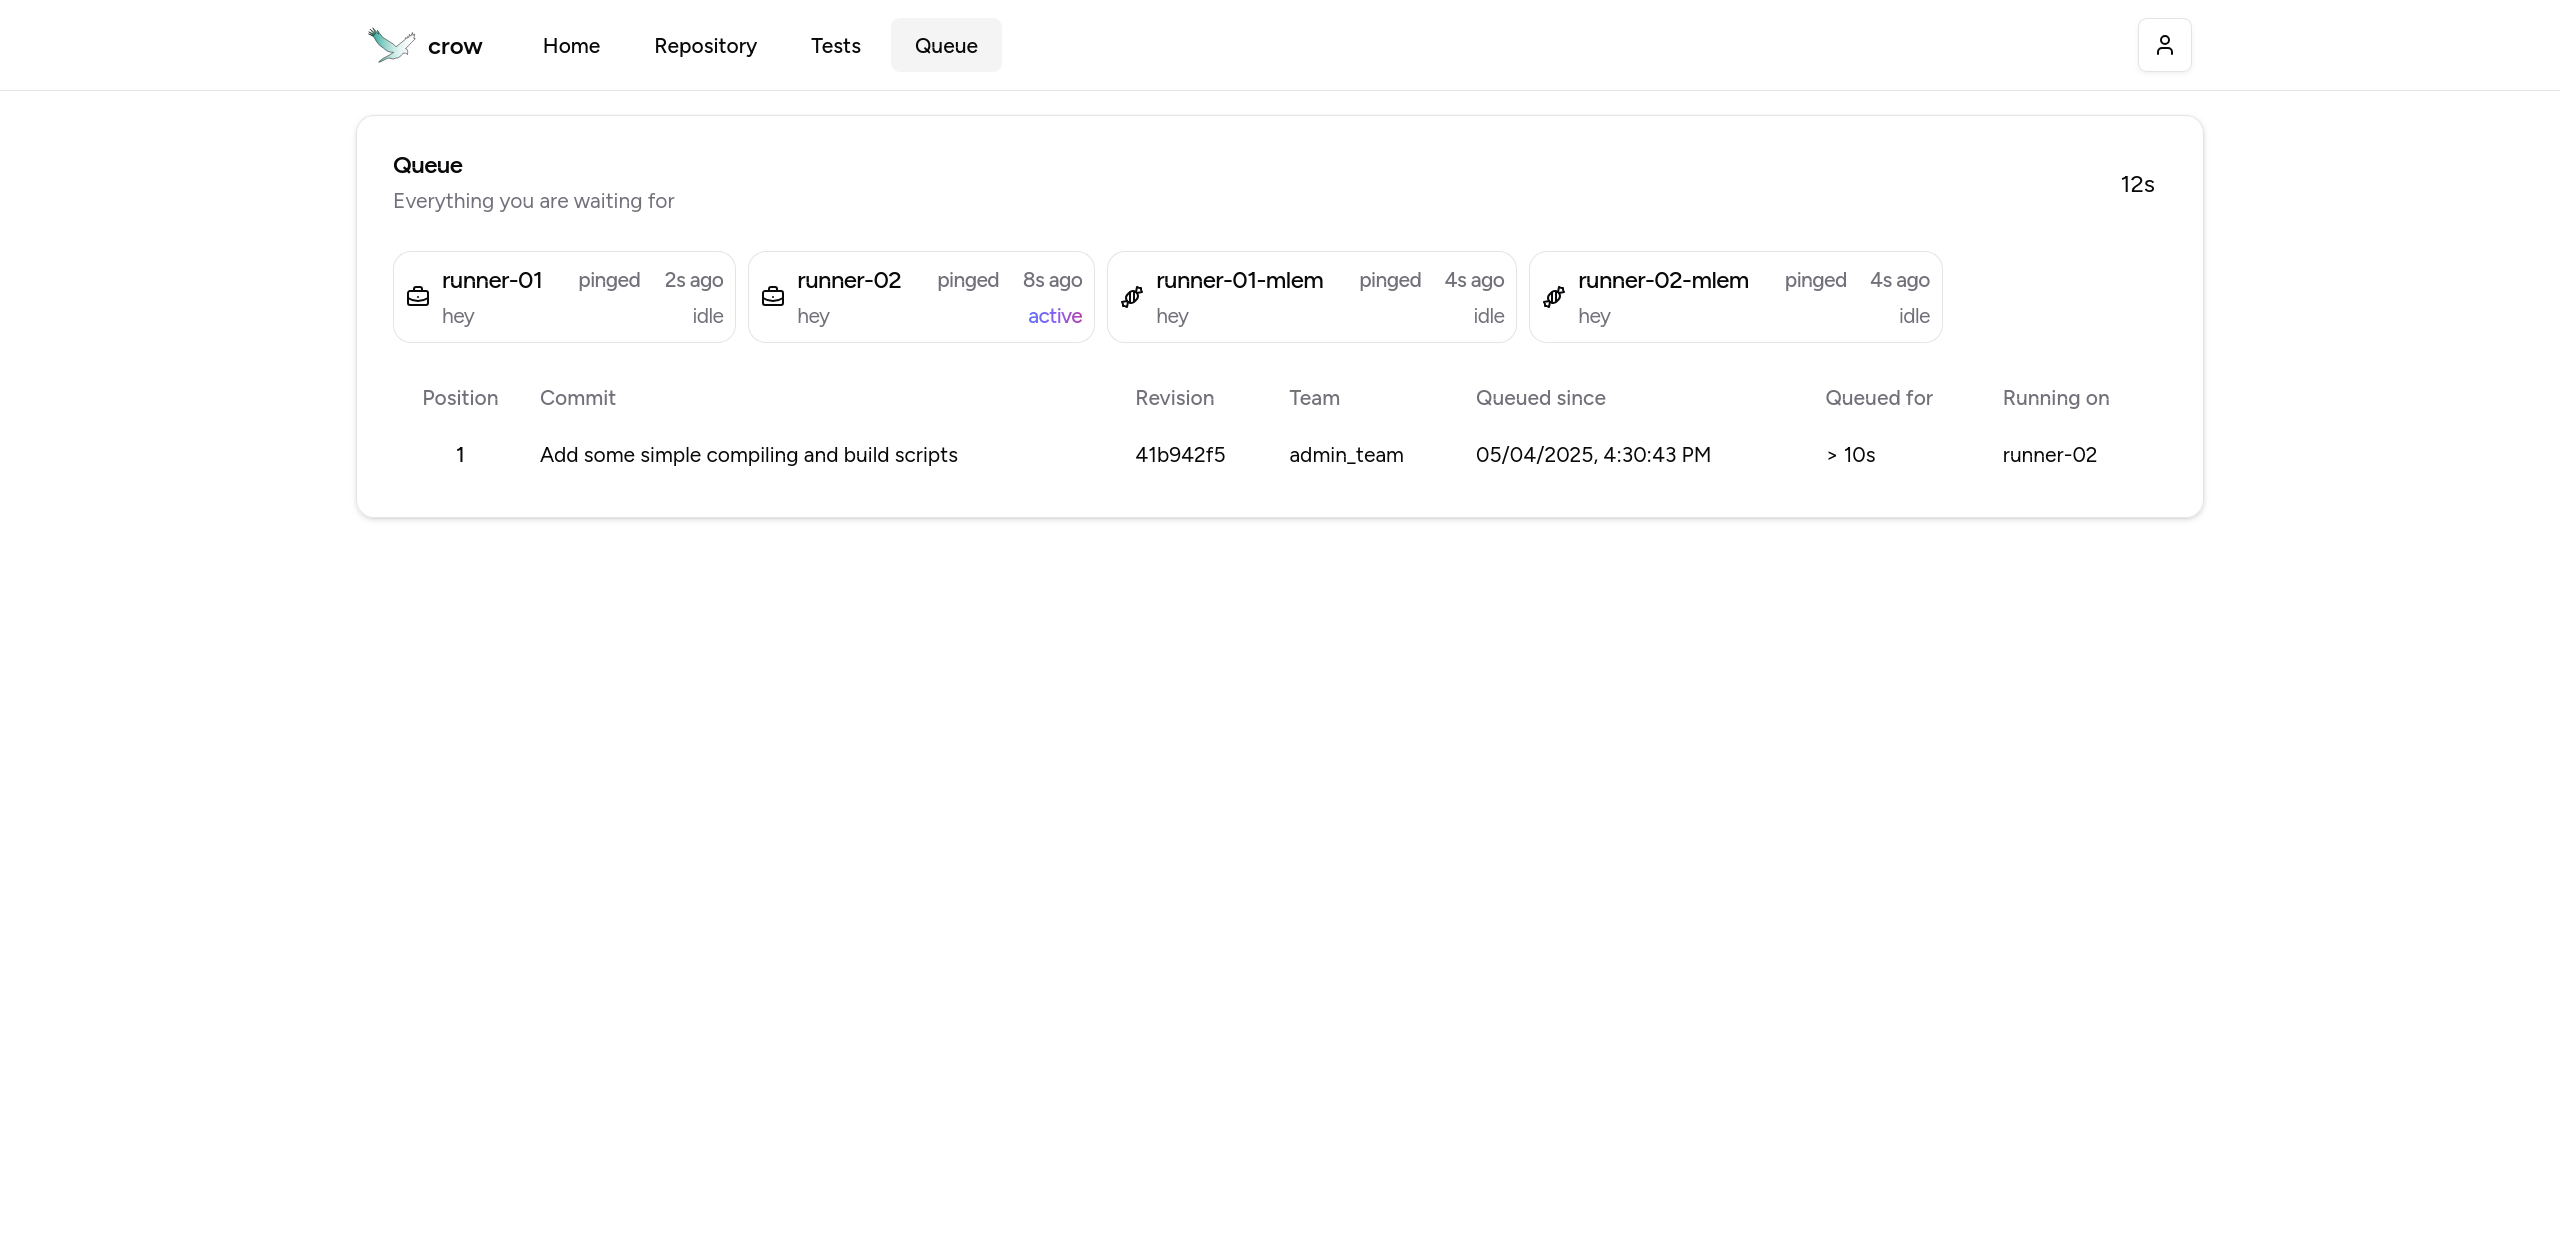 crow Home Repository Tests Queue
Queue
Everything you are waiting for
12s
runner-01 pinged 2s ago
hey idle
runner-02 pinged 8s ago
hey active
runner-01-mlem pinged 4s ago
hey idle
runner-02-mlem pinged 4s ago
hey idle
Position Commit Revision Team Queued since Queued for Running on
1 Add some simple compiling and build scripts 41b942f5 admin_team 05/04/2025, 4:30:43 PM > 10s runner-02